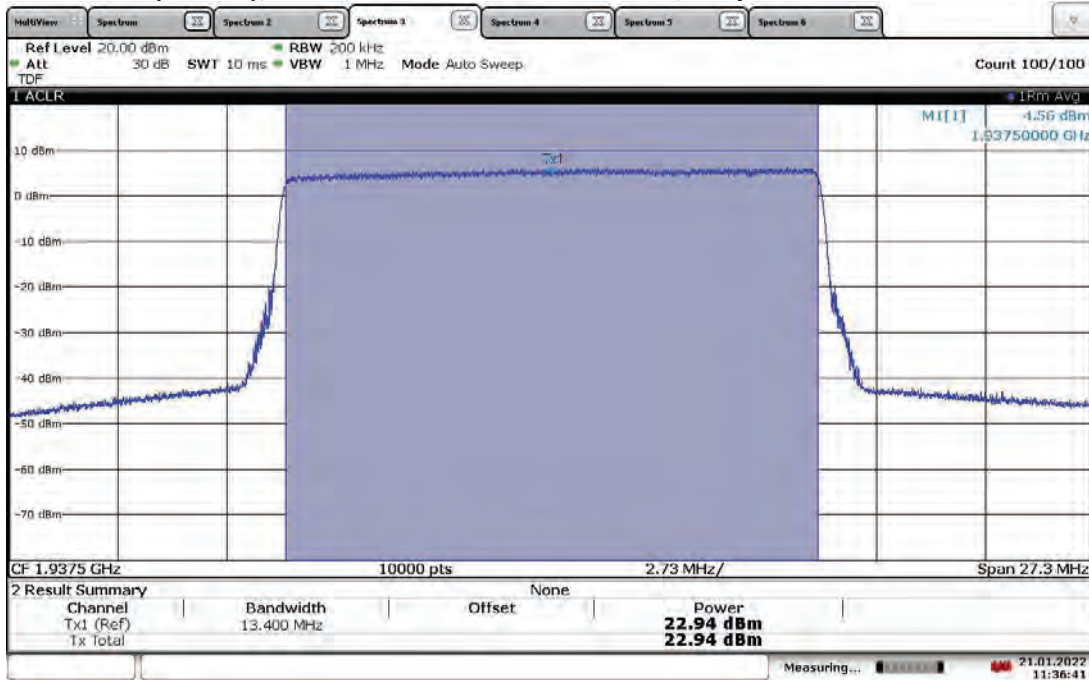 MultiView Spectrum Spectrum 2 Spectrum 3 Spectrum 4 Spectrum 5 Spectrum 6
Ref Level 20.00 dBm RBW 200 kHz
Att 30 dB SWT 10 ms VBW 1 MHz Mode Auto Sweep Count 100/100
TDF
1 ACLR 1Rm Avg
M1[1] 4.56 dBm
1.93750000 GHz
10 dBm
Tx1
0 dBm
-10 dBm
-20 dBm
-30 dBm
-40 dBm
-50 dBm
-60 dBm
-70 dBm
CF 1.9375 GHz 10000 pts 2.73 MHz/ Span 27.3 MHz
2 Result Summary None
Channel Bandwidth Offset Power
Tx1 (Ref) 13.400 MHz 22.94 dBm
Tx Total 22.94 dBm
Measuring... 21.01.2022
11:36:41